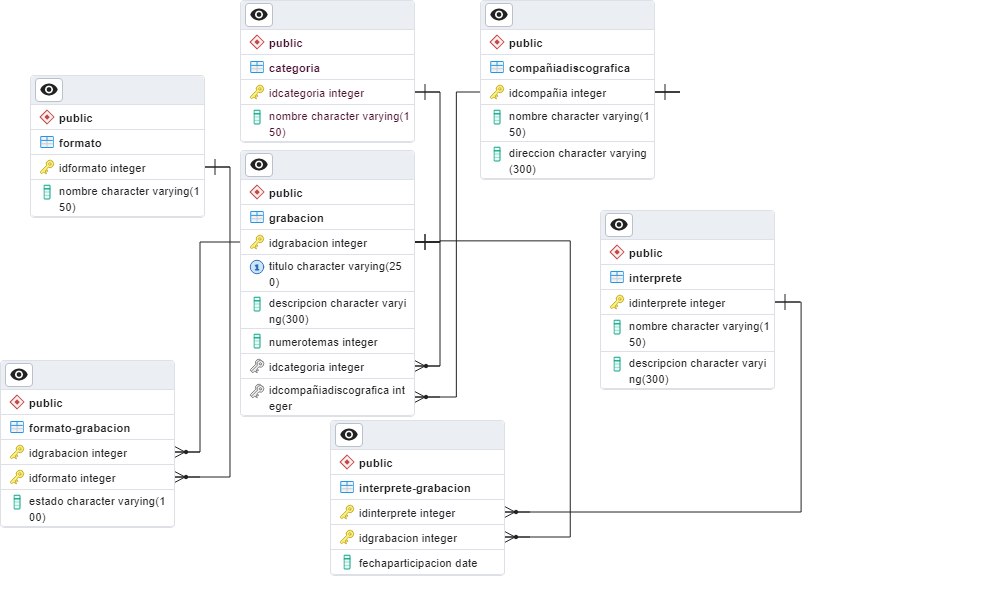 public
categoria
idcategoria integer
nombre character varying(1
50)
public
compañiadiscografica
idcompañia integer
nombre character varying(1
50)
direccion character varying
(300)
public
formato
idformato integer
nombre character varying(1
50)
public
grabacion
idgrabacion integer
1 titulo character varying(25
0)
descripcion character varyi
ng(300)
numerotemas integer
idcategoria integer
idcompañiadiscografica int
eger
public
interprete
idinterprete integer
nombre character varying(1
50)
descripcion character varyi
ng(300)
public
formato-grabacion
idgrabacion integer
idformato integer
estado character varying(1
00)
public
interprete-grabacion
idinterprete integer
idgrabacion integer
fechaparticipacion date